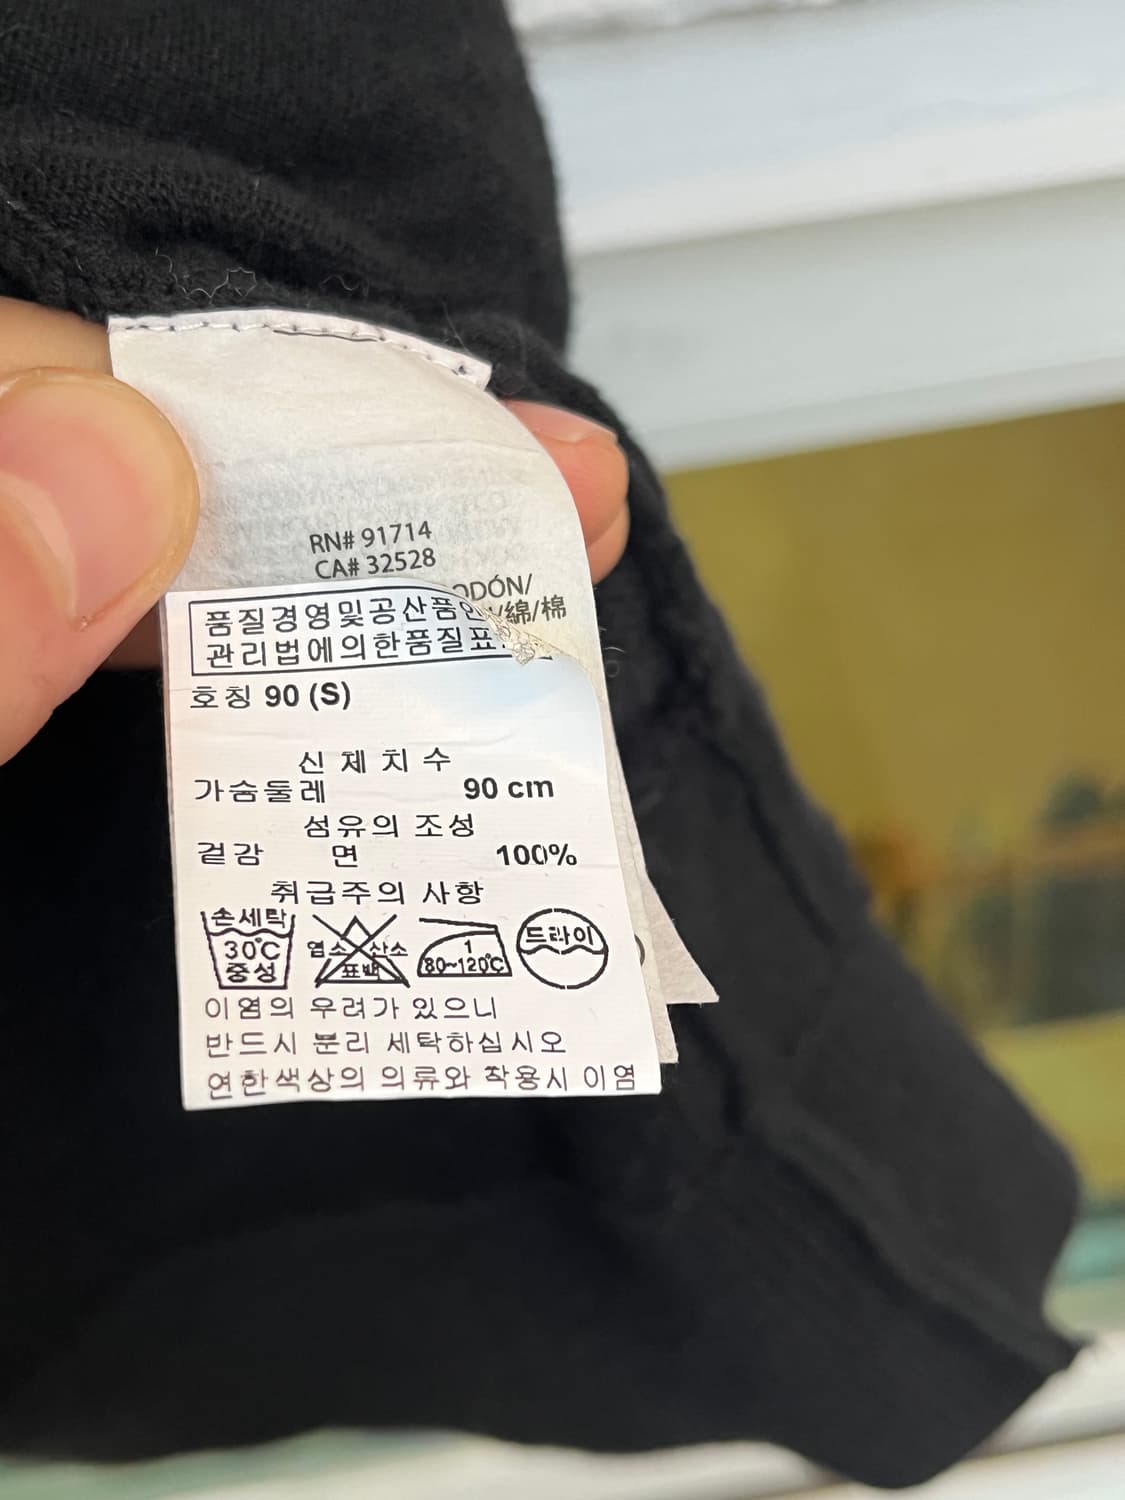 RN# 91714
CA# 32528
ODÓN/
/綿/棉
품질경영및공산품안
관리법에의한품질표
호칭 90 (S)
신체치수
가슴둘레 90 cm
섬유의 조성
겉감 면 100%
취급주의 사항
손세탁 30℃ 중성
염소 산소 표백
1 80~120℃
드라이
이염의 우려가 있으니
반드시 분리 세탁하십시오
연한색상의 의류와 착용시 이염